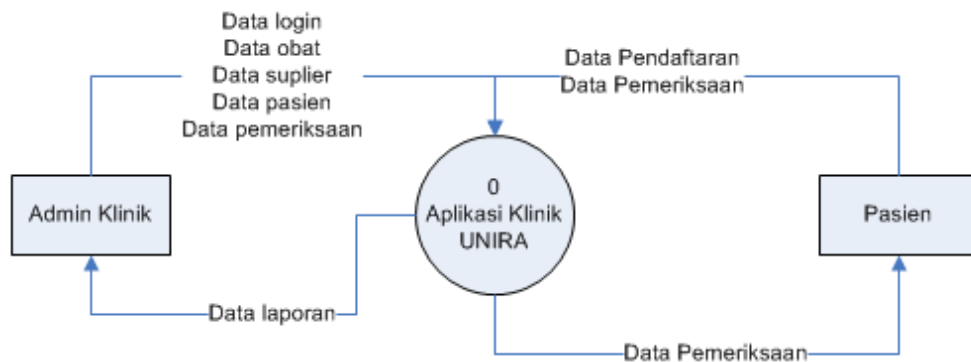 Data login
Data obat
Data suplier
Data pasien
Data pemeriksaan
Data Pendaftaran
Data Pemeriksaan
Admin Klinik
0
Aplikasi Klinik
UNIRA
Pasien
Data laporan
Data Pemeriksaan